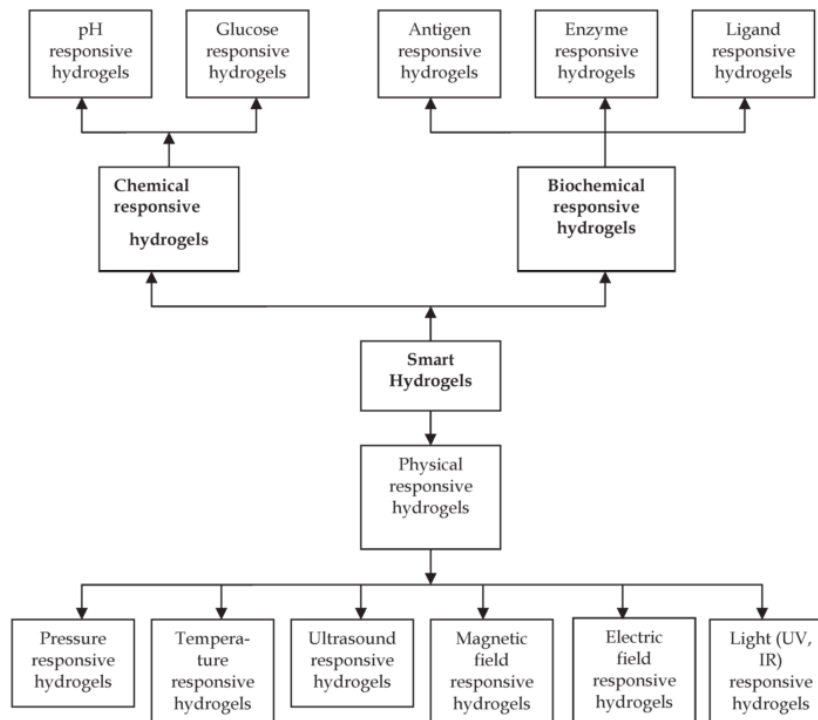 pH
responsive
hydrogels
Glucose
responsive
hydrogels
Antigen
responsive
hydrogels
Enzyme
responsive
hydrogels
Ligand
responsive
hydrogels
Chemical
responsive
hydrogels
Biochemical
responsive
hydrogels
Smart
Hydrogels
Physical
responsive
hydrogels
Pressure
responsive
hydrogels
Tempera-
ture
responsive
hydrogels
Ultrasound
responsive
hydrogels
Magnetic
field
responsive
hydrogels
Electric
field
responsive
hydrogels
Light (UV,
IR)
responsive
hydrogels